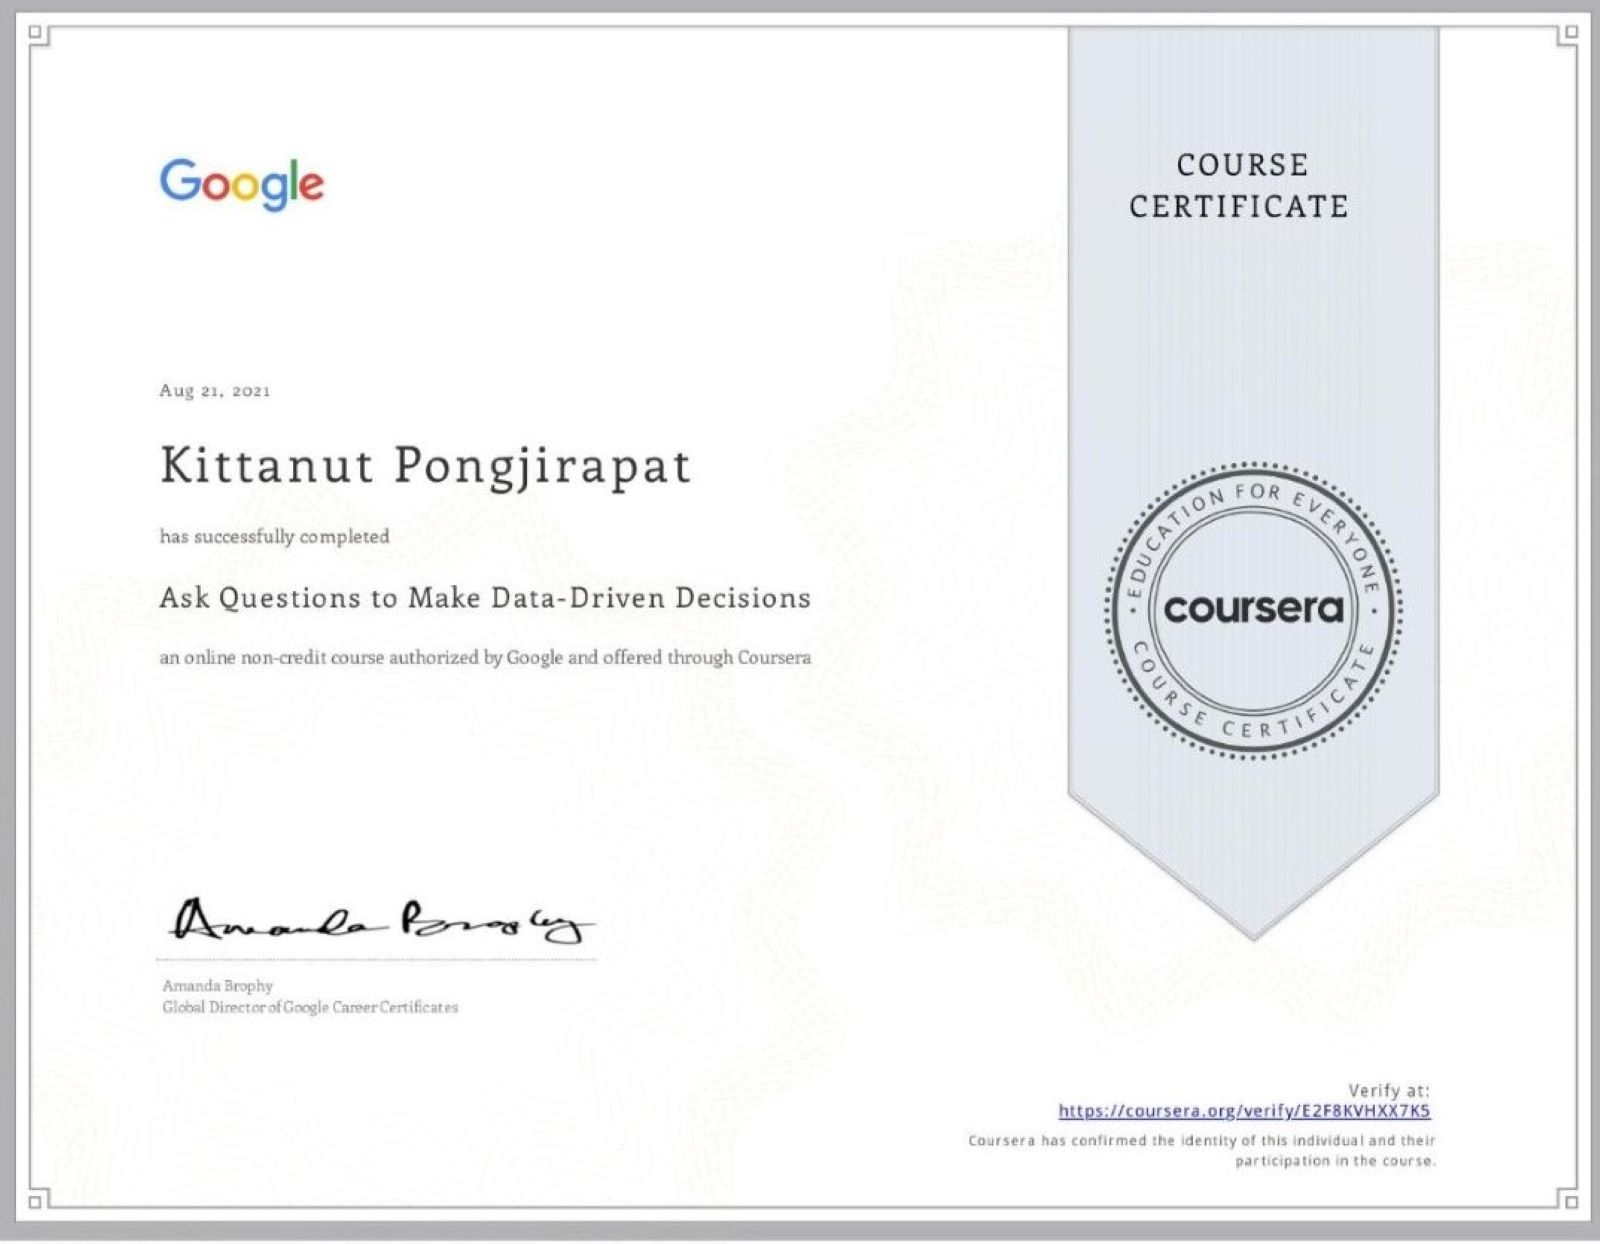 Google
COURSE
CERTIFICATE
Aug 21, 2021
Kittanut Pongjirapat
has successfully completed
Ask Questions to Make Data-Driven Decisions
an online non-credit course authorized by Google and offered through Coursera
EDUCATION FOR EVERYONE
coursera
COURSE CERTIFICATE
Amanda Brophy
Amanda Brophy
Global Director of Google Career Certificates
Verify at:
https://coursera.org/verify/E2F8KVHXX7K5
Coursera has confirmed the identity of this individual and their
participation in the course.